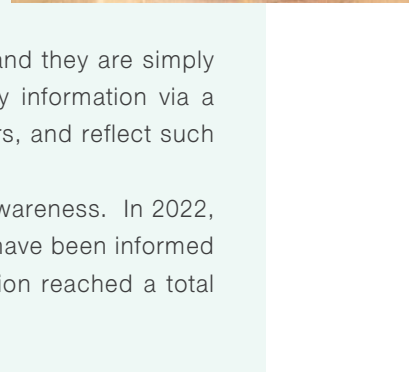 and they are simply
y information via a
rs, and reflect such
wareness. In 2022,
have been informed
ion reached a total